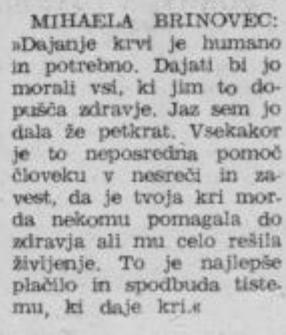 MIHAELA BRINOVEC:
»Dajanje krvi je humano
in potrebno. Dajati bi jo
morali vsi, ki jim to do-
pušča zdravje. Jaz sem jo
dala že petkrat. Vsekakor
je to neposredna pomoč
človeku v nesreči in za-
vest, da je tvoja kri mor-
da nekomu pomagala do
zdravja ali mu celo rešila
življenje. To je najlepše
plačilo in spodbuda tiste-
mu, ki daje kri.«